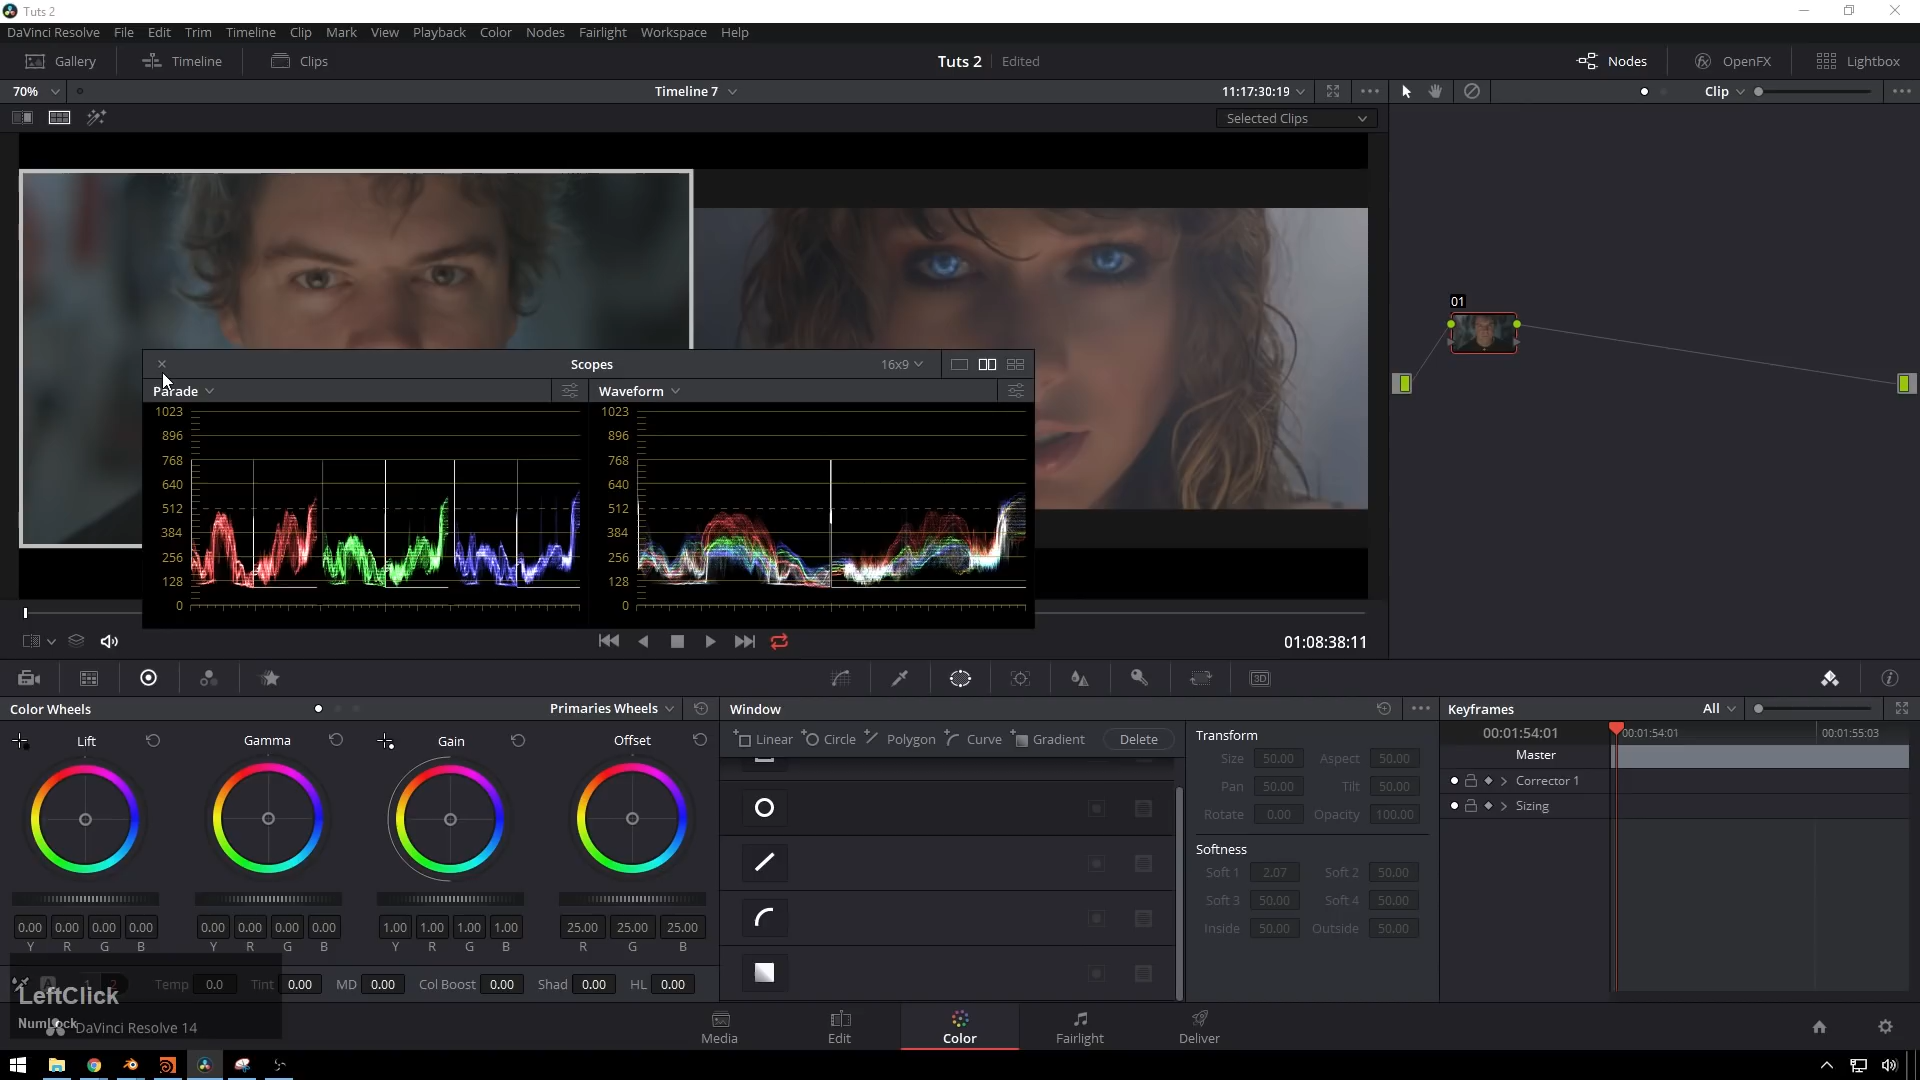 Tuts 2
DaVinci Resolve File Edit Trim Timeline Clip Mark View Playback Color Nodes Fairlight Workspace Help
Gallery Timeline Clips Tuts 2 Edited Nodes OpenFX Lightbox
70% Timeline 7 11:17:30:19 Clip
Selected Clips
01
Scopes 16x9
Parade Waveform
1023 1023
896 896
768 768
640 640
512 512
384 384
256 256
128 128
0 0
01:08:38:11
3D
Color Wheels Primaries Wheels Window Keyframes All
Lift Gamma Gain Offset
Linear Circle Polygon Curve Gradient Delete
Transform
Size 50.00 Aspect 50.00
Pan 50.00 Tilt 50.00
Rotate 0.00 Opacity 100.00
Softness
Soft 1 2.07 Soft 2 50.00
Soft 3 50.00 Soft 4 50.00
Inside 50.00 Outside 50.00
00:01:54:01 00:01:54:01 00:01:55:03
Master
Corrector 1
Sizing
0.00 0.00 0.00 0.00 0.00 0.00 0.00 0.00 1.00 1.00 1.00 1.00 25.00 25.00 25.00
Y R G B Y R G B Y R G B R G B
A 1 2 Temp 0.0 Tint 0.00 MD 0.00 Col Boost 0.00 Shad 0.00 HL 0.00
LeftClick
NumLock
DaVinci Resolve 14
Media Edit Color Fairlight Deliver